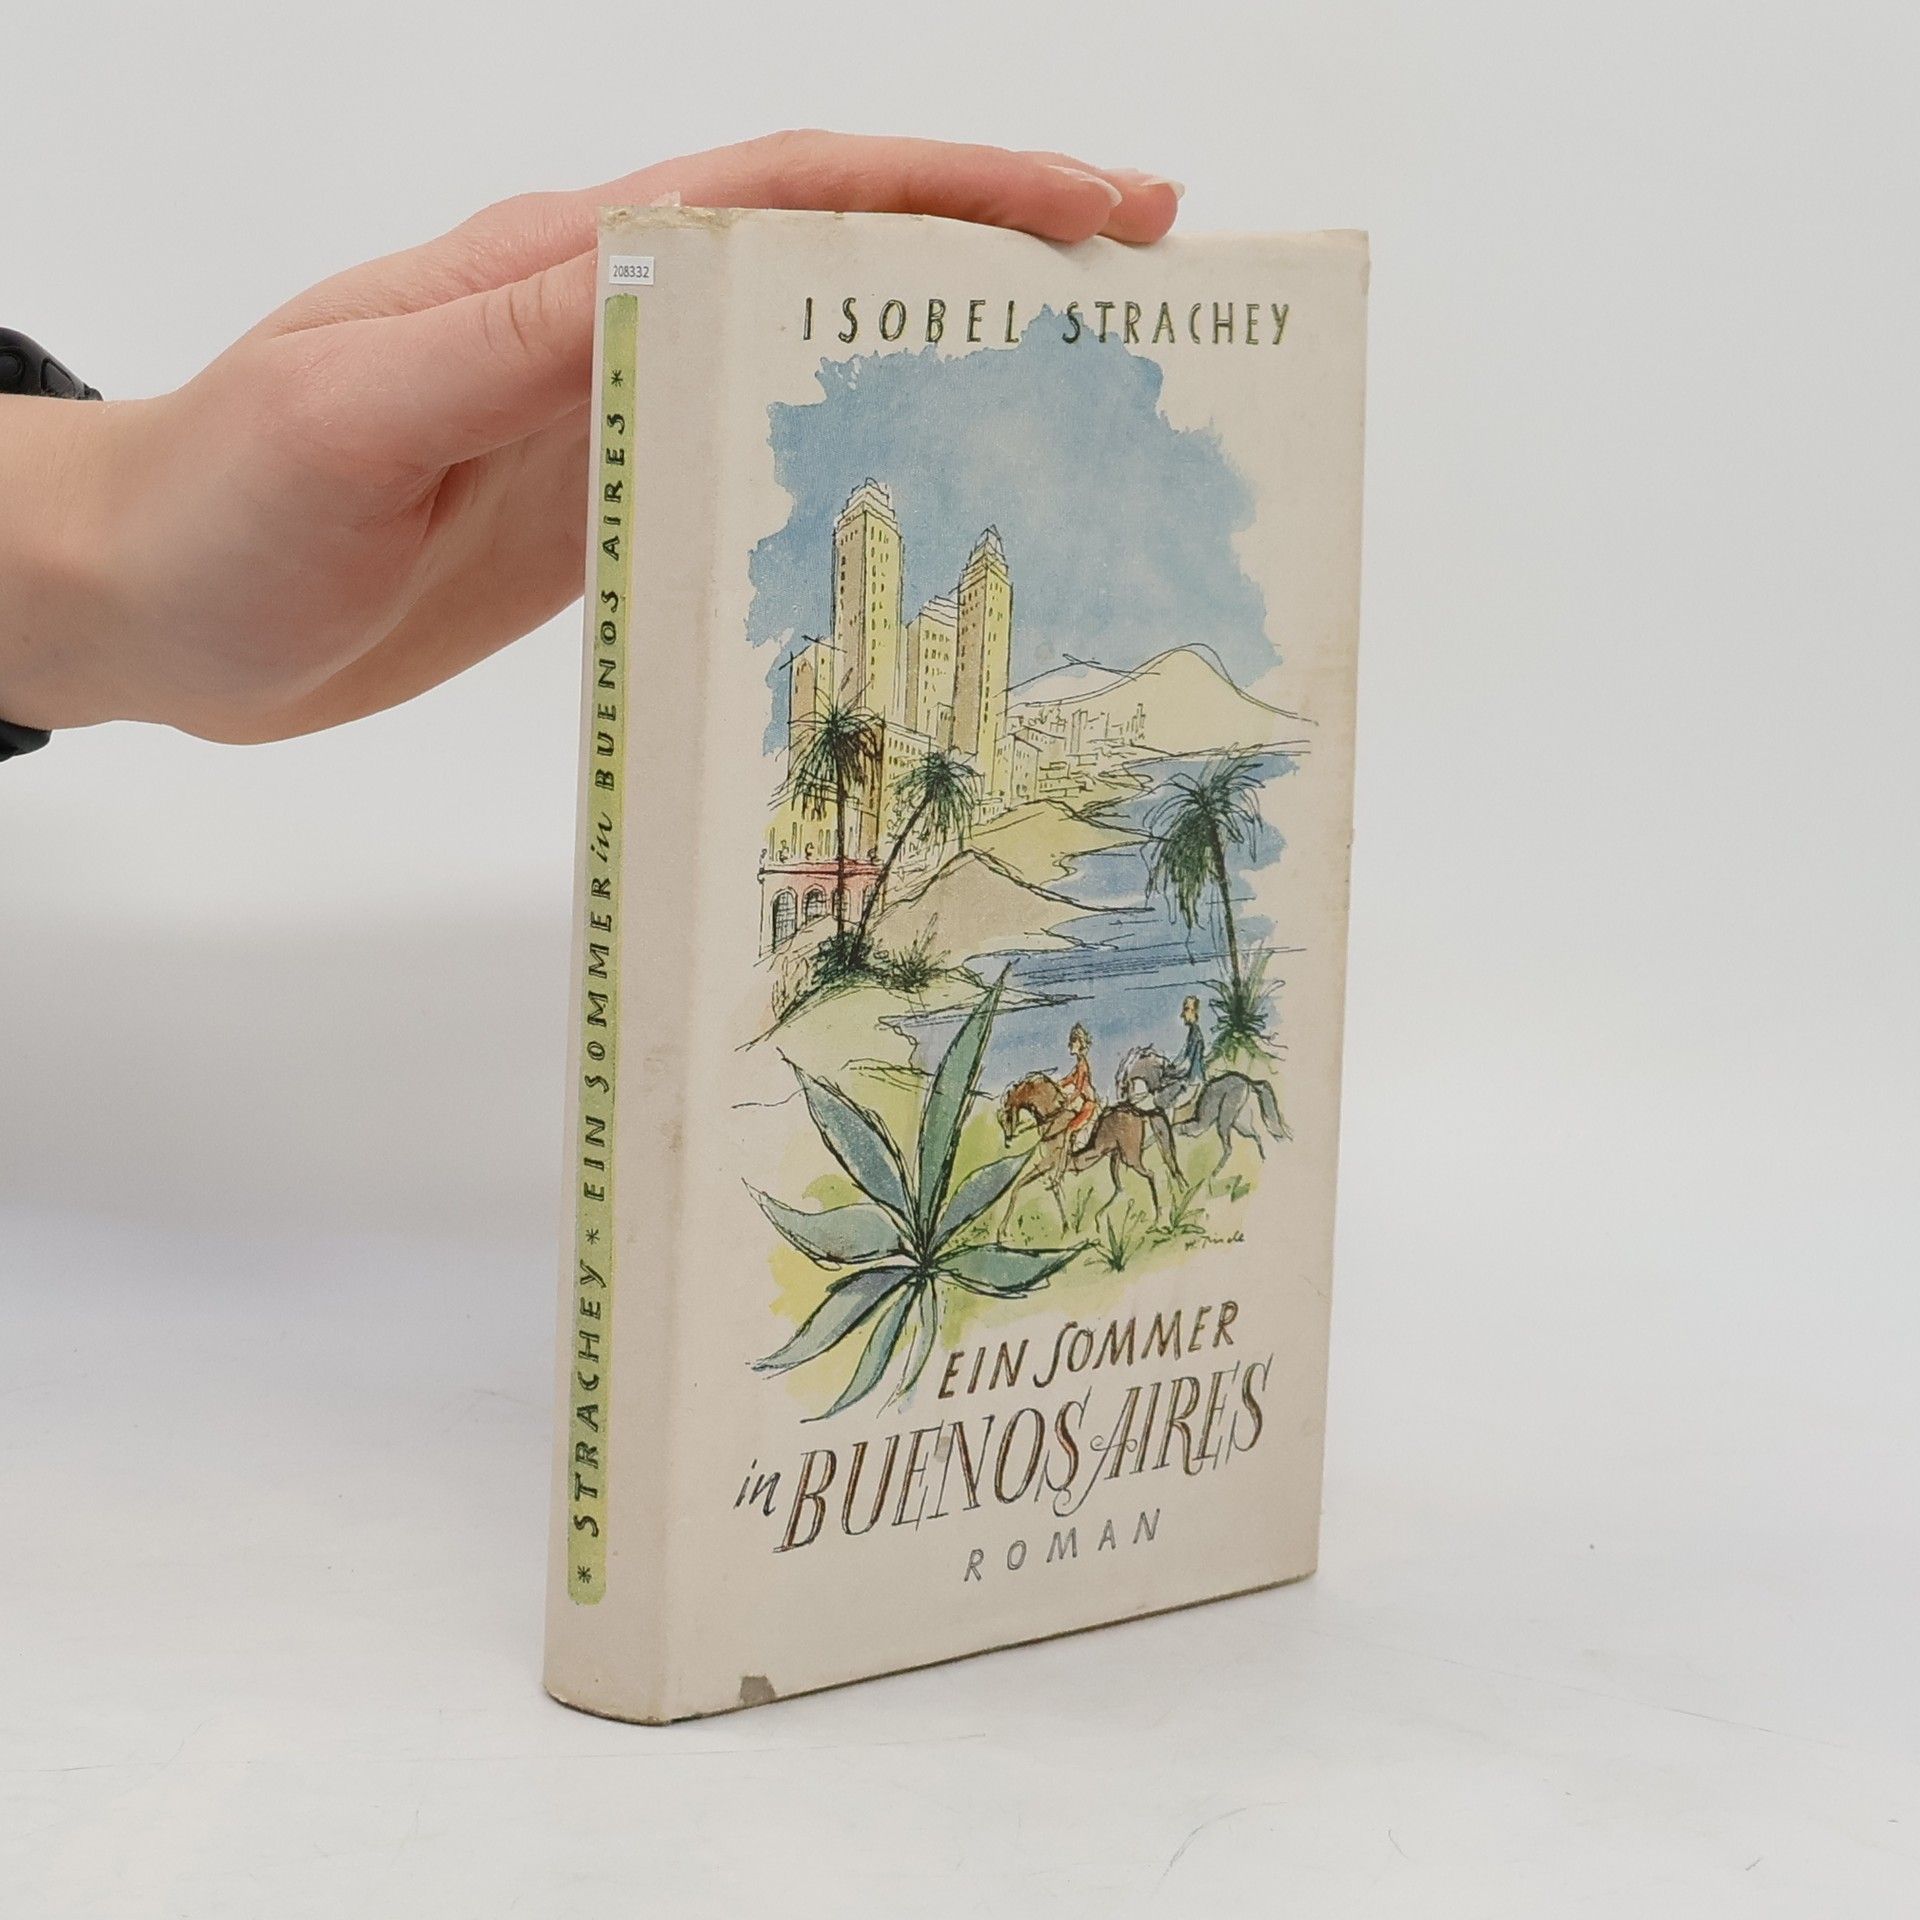 208332
* STRACHEY * EIN SOMMER in BUENOS AIRES *
ISOBEL STRACHEY
EIN SOMMER
in BUENOS AIRES
ROMAN